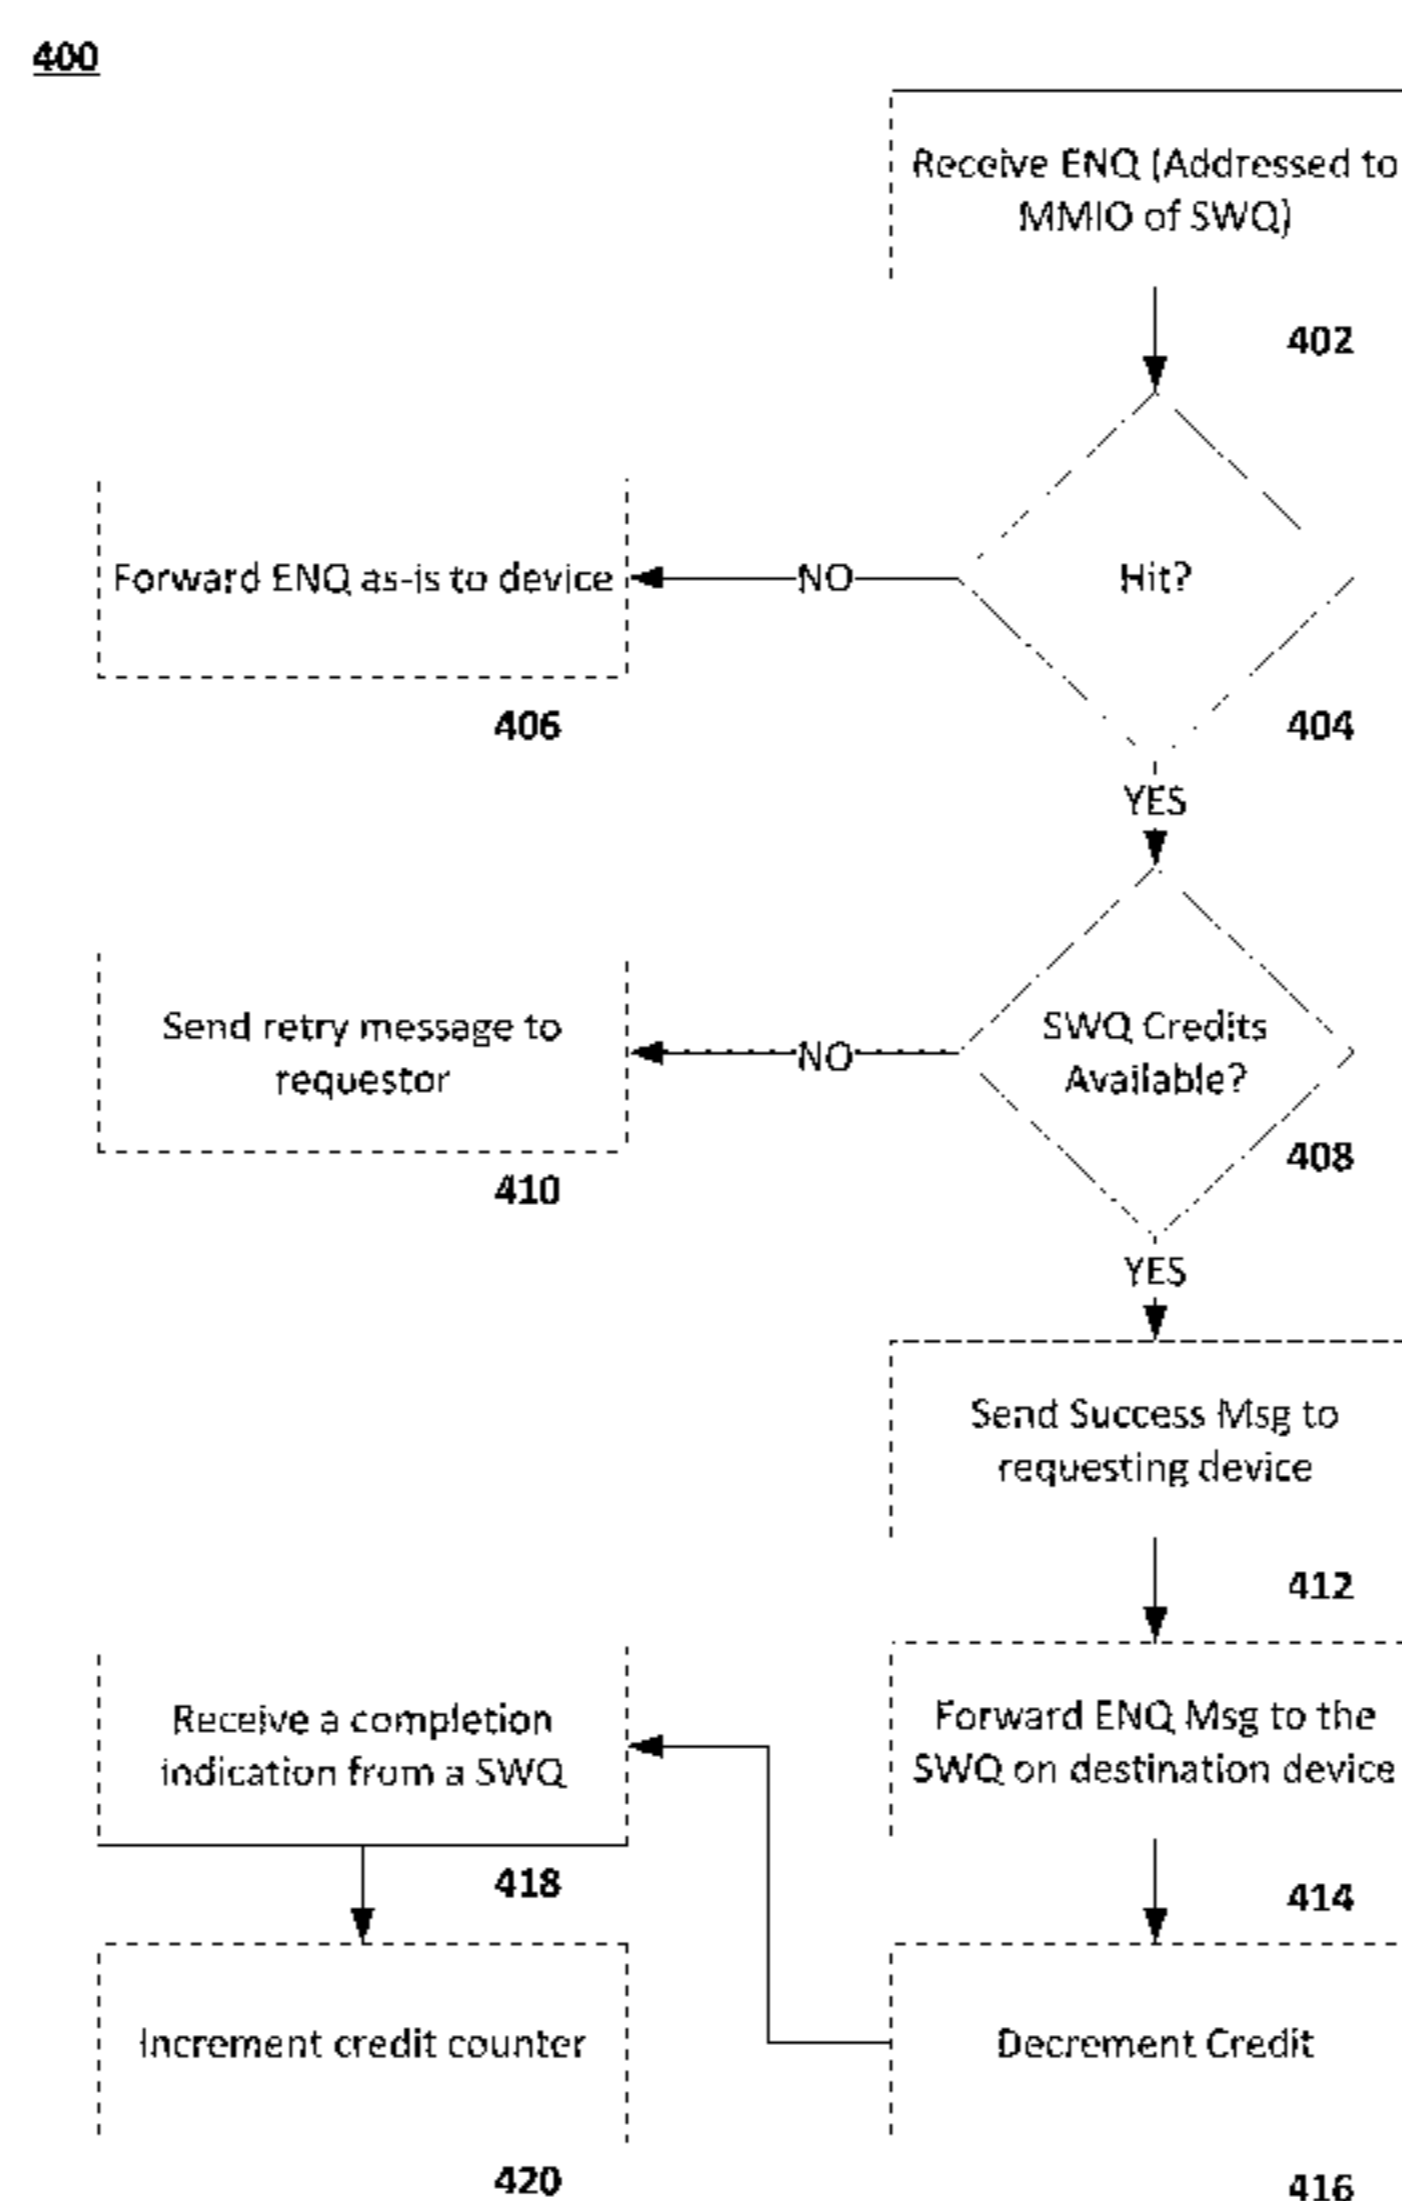 400
Receive ENQ (Addressed to
MMIO of SWQ)
402
Hit?
404
NO
Forward ENQ as-is to device
406
YES
SWQ Credits
Available?
408
NO
Send retry message to
requestor
410
YES
Send Success Msg to
requesting device
412
Forward ENQ Msg to the
SWQ on destination device
414
Decrement Credit
416
Receive a completion
indication from a SWQ
418
Increment credit counter
420